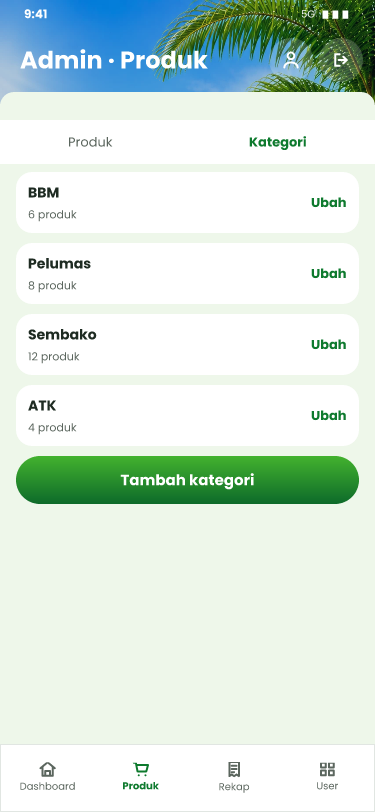 9:41
5G
Admin · Produk
Produk
Kategori
BBM
6 produk
Ubah
Pelumas
8 produk
Ubah
Sembako
12 produk
Ubah
ATK
4 produk
Ubah
Tambah kategori
Dashboard
Produk
Rekap
User